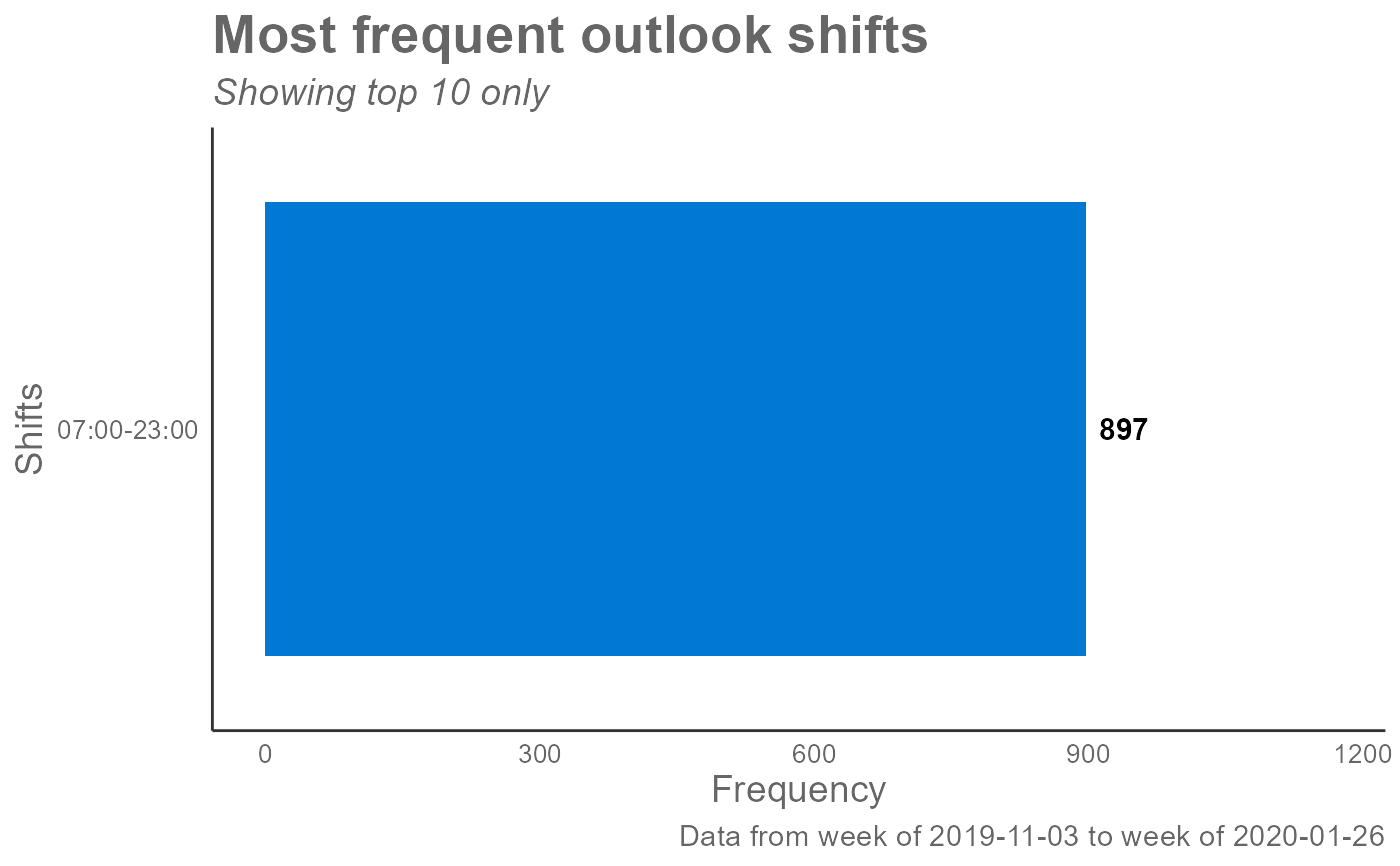 Most frequent outlook shifts
Showing top 10 only
Shifts
07:00-23:00
897
0 300 600 900 1200
Frequency
Data from week of 2019-11-03 to week of 2020-01-26